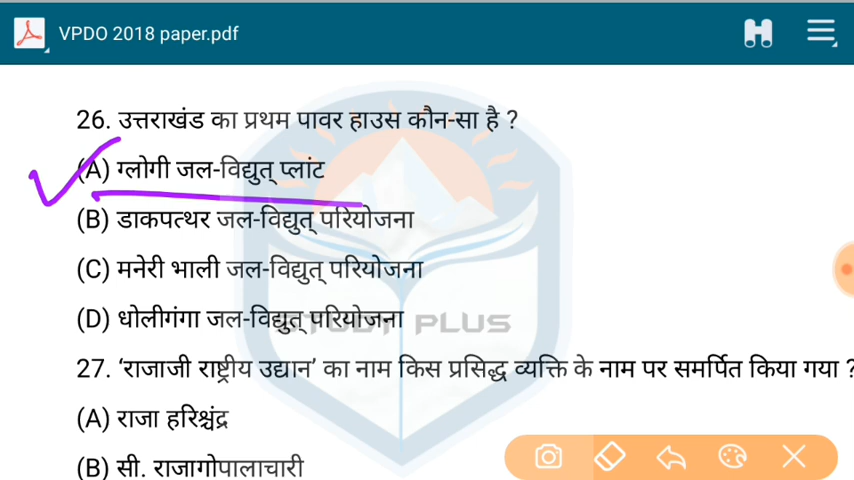 VPDO 2018 paper.pdf
26. उत्तराखंड का प्रथम पावर हाउस कौन-सा है ?
(A) ग्लोगी जल-विद्युत् प्लांट
(B) डाकपत्थर जल-विद्युत् परियोजना
(C) मनेरी भाली जल-विद्युत् परियोजना
(D) धोलीगंगा जल-विद्युत् परियोजना
STUDY PLUS
27. ‘राजाजी राष्ट्रीय उद्यान’ का नाम किस प्रसिद्ध व्यक्ति के नाम पर समर्पित किया गया ?
(A) राजा हरिश्चंद्र
(B) सी. राजागोपालाचारी